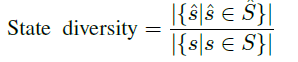 State diversity = |{ŝ|ŝ ∈ Ŝ}| / |{s|s ∈ S}|